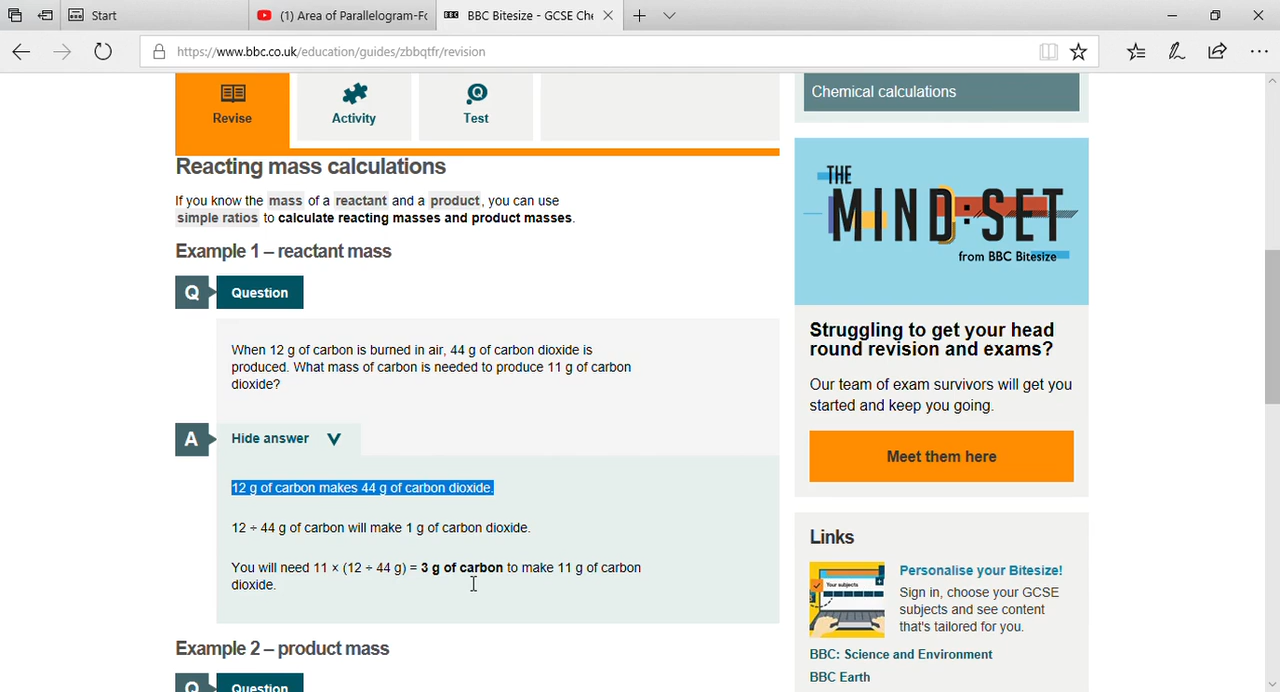 Start
(1) Area of Parallelogram-Fo
BBC Bitesize - GCSE Che
https://www.bbc.co.uk/education/guides/zbbqtfr/revision
Revise
Activity
Test
Reacting mass calculations
If you know the mass of a reactant and a product, you can use
simple ratios to calculate reacting masses and product masses.
Example 1 – reactant mass
Q Question
When 12 g of carbon is burned in air, 44 g of carbon dioxide is
produced. What mass of carbon is needed to produce 11 g of carbon
dioxide?
A Hide answer
12 g of carbon makes 44 g of carbon dioxide.
12 ÷ 44 g of carbon will make 1 g of carbon dioxide.
You will need 11 × (12 ÷ 44 g) = 3 g of carbon to make 11 g of carbon
dioxide.
Example 2 – product mass
Q Question
Chemical calculations
THE
MIND:SET
from BBC Bitesize
Struggling to get your head
round revision and exams?
Our team of exam survivors will get you
started and keep you going.
Meet them here
Links
Your subjects
Personalise your Bitesize!
Sign in, choose your GCSE
subjects and see content
that's tailored for you.
BBC: Science and Environment
BBC Earth